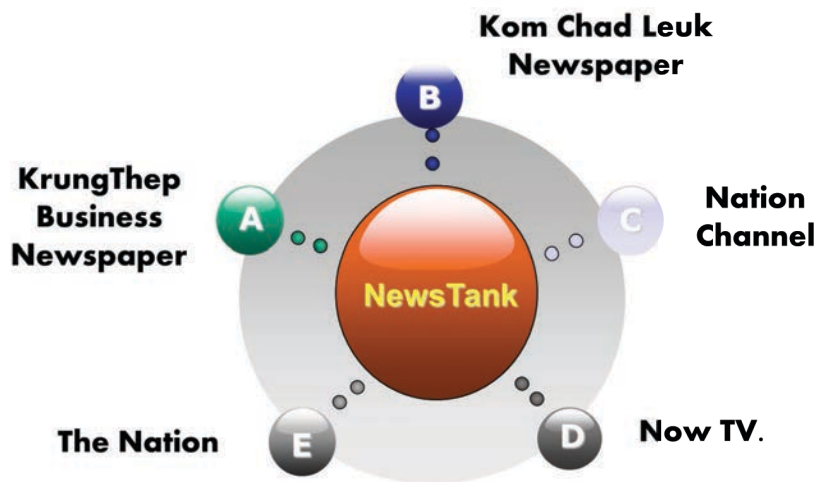 Kom Chad Leuk
Newspaper
B
KrungThep
Business
Newspaper
A
C
Nation
Channel
NewsTank
The Nation
E
D
Now TV.